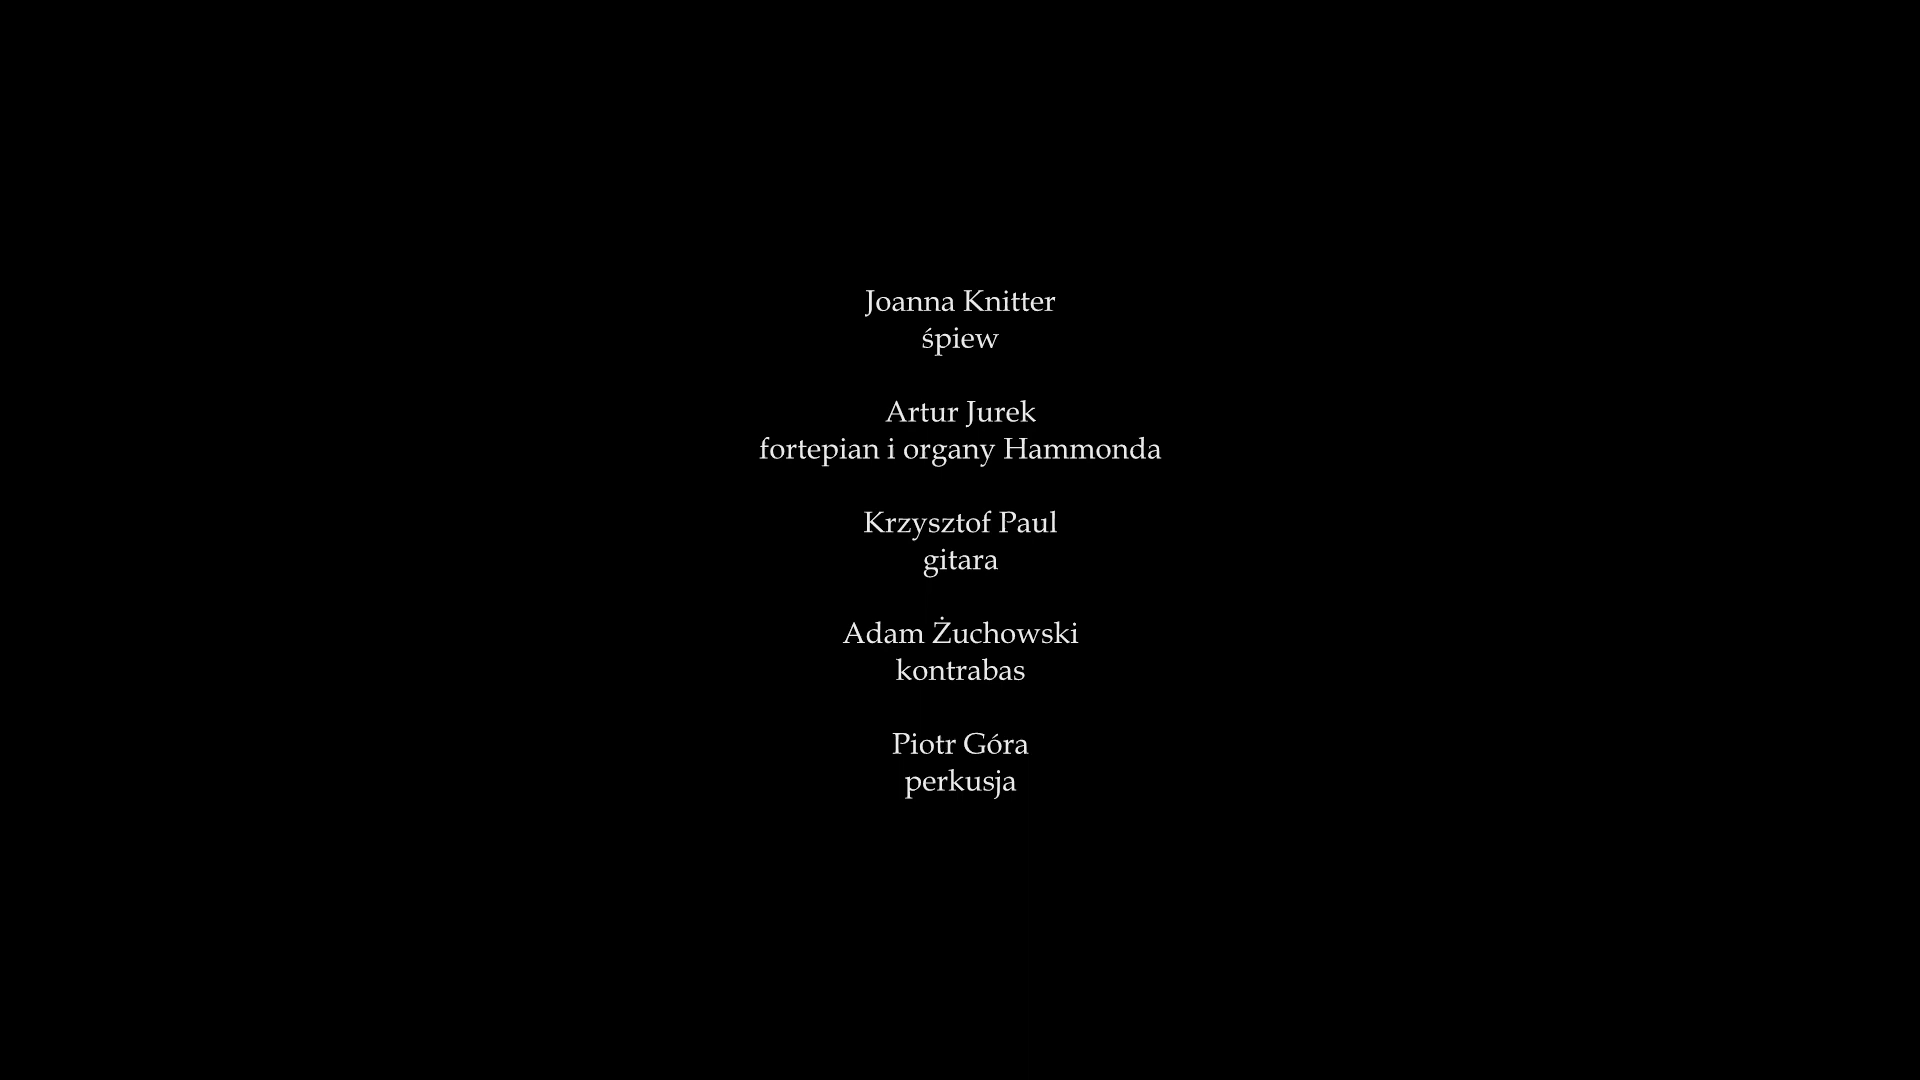 Joanna Knitter
śpiew
Artur Jurek
fortepian i organy Hammonda
Krzysztof Paul
gitara
Adam Żuchowski
kontrabas
Piotr Góra
perkusja